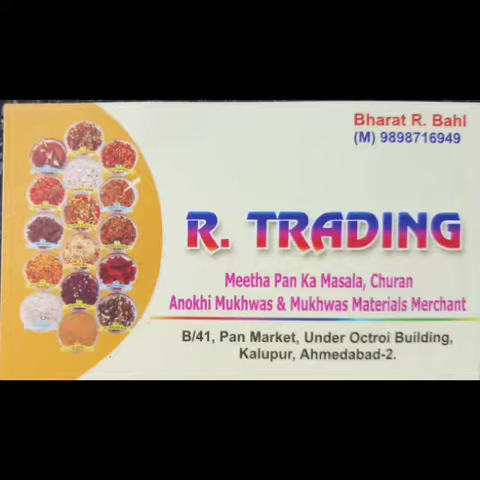 Bharat R. Bahl
(M) 9898716949
R. TRADING
Meetha Pan Ka Masala, Churan
Anokhi Mukhwas & Mukhwas Materials Merchant
B/41, Pan Market, Under Octroi Building,
Kalupur, Ahmedabad-2.